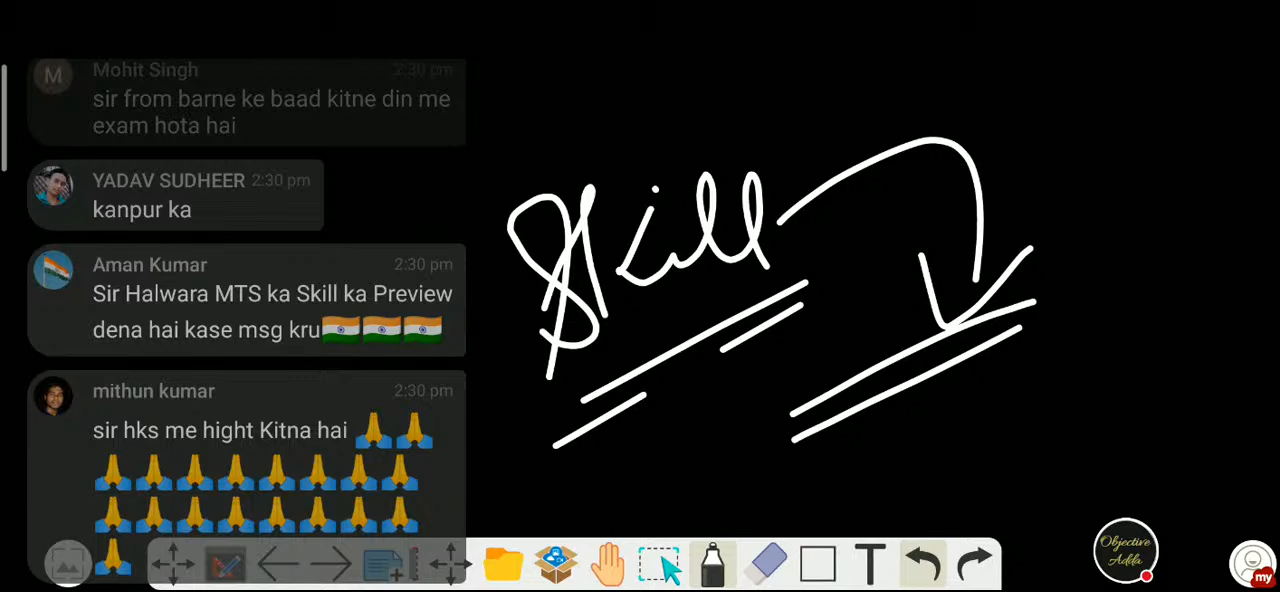 M
Mohit Singh 2:30 pm
sir from barne ke baad kitne din me
exam hota hai
YADAV SUDHEER 2:30 pm
kanpur ka
Aman Kumar 2:30 pm
Sir Halwara MTS ka Skill ka Preview
dena hai kase msg kru🇮🇳🇮🇳🇮🇳
mithun kumar 2:30 pm
sir hks me hight Kitna hai 🙏🙏
🙏🙏🙏🙏🙏🙏🙏🙏
🙏🙏🙏🙏🙏🙏🙏🙏
🙏
Skill
T
Objective
Adda
my